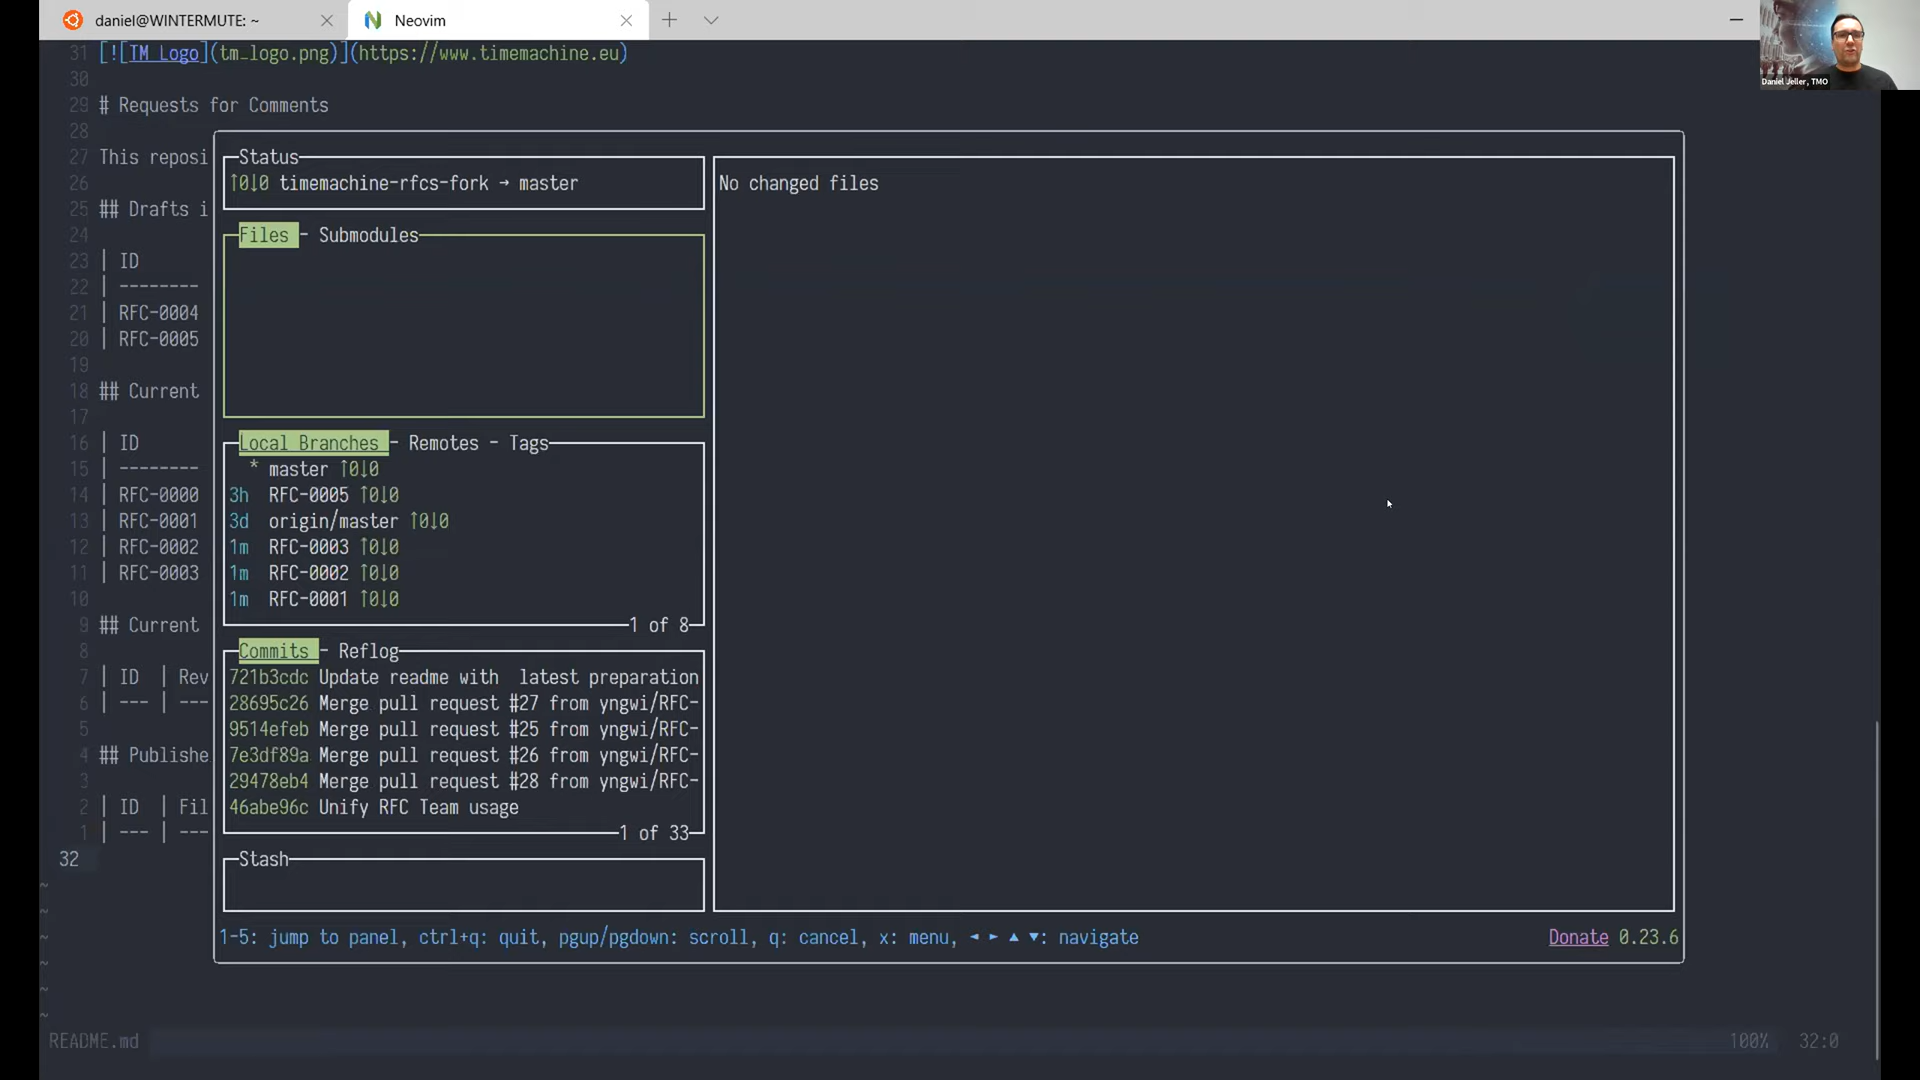 daniel@WINTERMUTE: ~
Neovim
Daniel Jeller, TMO
31 [![TM Logo](tm_logo.png)](https://www.timemachine.eu)
30
29 # Requests for Comments
28
27 This reposi
26
25 ## Drafts i
24
23 | ID
22 | --------
21 | RFC-0004
20 | RFC-0005
19
18 ## Current
17
16 | ID
15 | --------
14 | RFC-0000
13 | RFC-0001
12 | RFC-0002
11 | RFC-0003
10
9 ## Current
8
7 | ID | Rev
6 | --- | ---
5
4 ## Publishe
3
2 | ID | Fil
1 | --- | ---
32
Status
↑0↓0 timemachine-rfcs-fork → master
Files - Submodules
Local Branches - Remotes - Tags
* master ↑0↓0
3h RFC-0005 ↑0↓0
3d origin/master ↑0↓0
1m RFC-0003 ↑0↓0
1m RFC-0002 ↑0↓0
1m RFC-0001 ↑0↓0
1 of 8
Commits - Reflog
721b3cdc Update readme with latest preparation
28695c26 Merge pull request #27 from yngwi/RFC-
9514efeb Merge pull request #25 from yngwi/RFC-
7e3df89a Merge pull request #26 from yngwi/RFC-
29478eb4 Merge pull request #28 from yngwi/RFC-
46abe96c Unify RFC Team usage
1 of 33
Stash
No changed files
1-5: jump to panel, ctrl+q: quit, pgup/pgdown: scroll, q: cancel, x: menu, ◄ ► ▲ ▼: navigate
Donate 0.23.6
~
~
~
~
~
~
README.md
100% 32:0